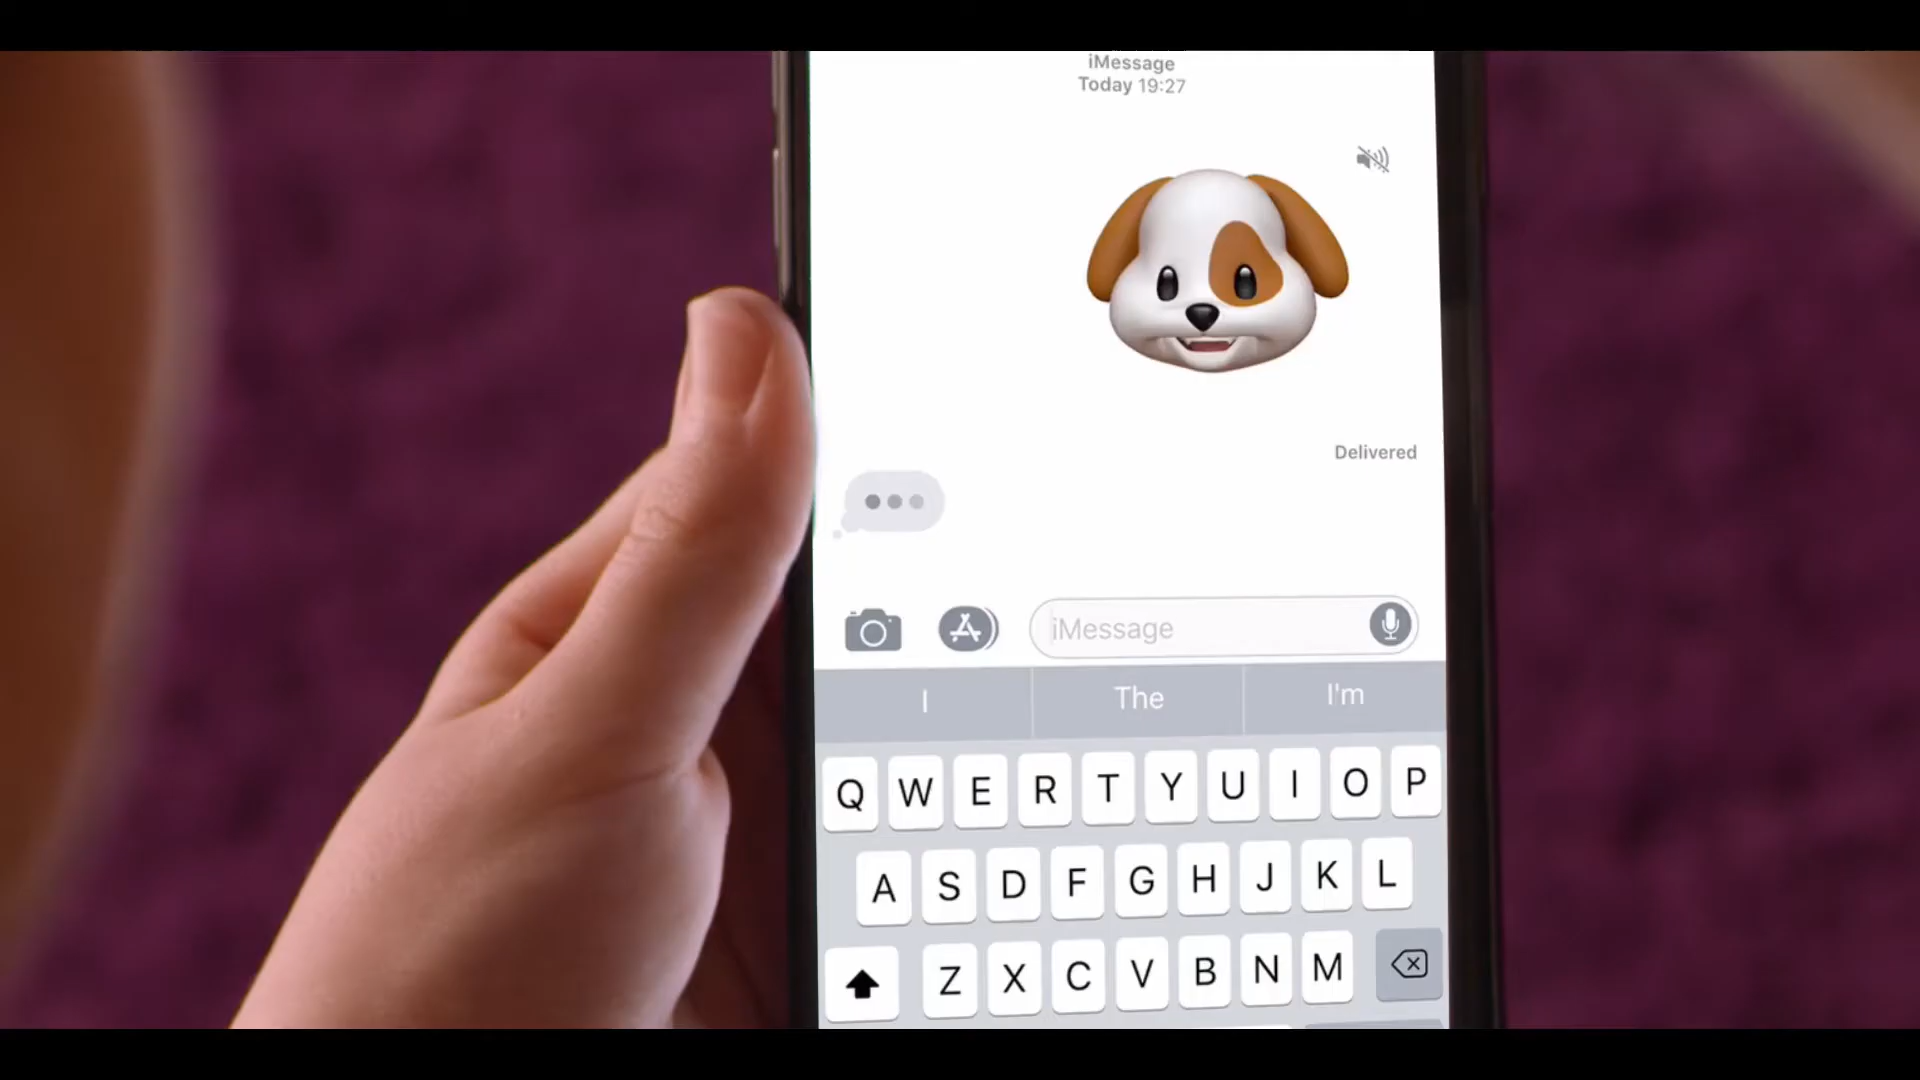 iMessage
Today 19:27
Delivered
iMessage
I The I'm
Q W E R T Y U I O P
A S D F G H J K L
Z X C V B N M